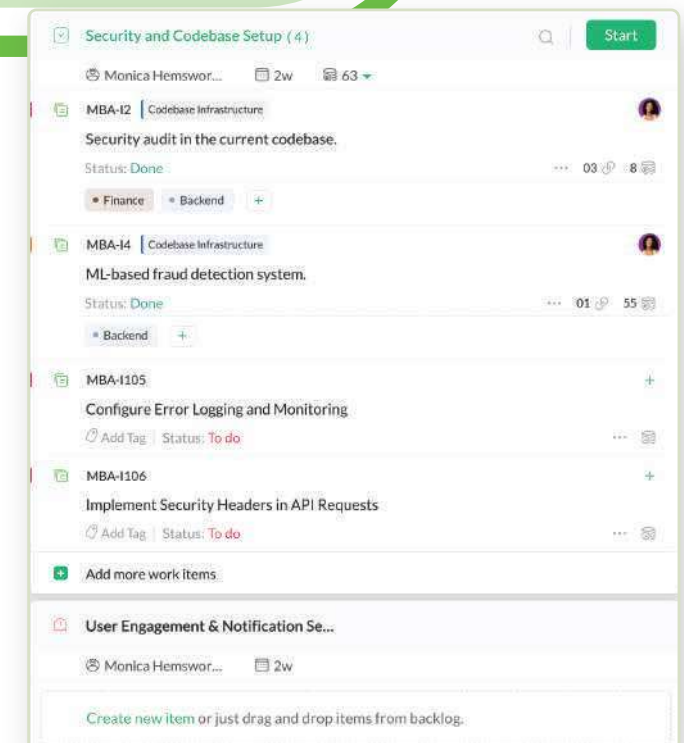 Security and Codebase Setup (4)
Start
Monica Hemswor... 2w 63
MBA-I2 Codebase Infrastructure
Security audit in the current codebase.
Status: Done ... 03 8
• Finance • Backend +
MBA-I4 Codebase Infrastructure
ML-based fraud detection system.
Status: Done ... 01 55
• Backend +
MBA-I105 +
Configure Error Logging and Monitoring
Add Tag | Status: To do ...
MBA-I106 +
Implement Security Headers in API Requests
Add Tag | Status: To do ...
Add more work items
User Engagement & Notification Se...
Monica Hemswor... 2w
Create new item or just drag and drop items from backlog.